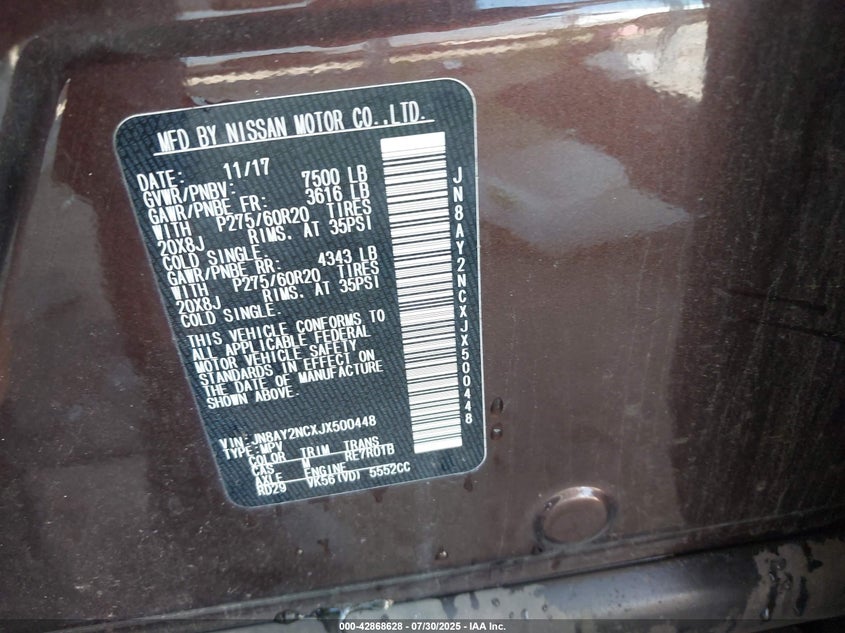 MFD BY NISSAN MOTOR CO.,LTD.
DATE: 11/17
GVWR/PNBV: 7500 LB
GAWR/PNBE FR: 3616 LB
WITH P275/60R20 TIRES
20X8J RIMS. AT 35PSI
COLD SINGLE.
GAWR/PNBE RR: 4343 LB
WITH P275/60R20 TIRES
20X8J RIMS. AT 35PSI
COLD SINGLE.
THIS VEHICLE CONFORMS TO
ALL APPLICABLE FEDERAL
MOTOR VEHICLE SAFETY
STANDARDS IN EFFECT ON
THE DATE OF MANUFACTURE
SHOWN ABOVE.
VIN: JN8AY2NCXJX500448
TYPE: MPV
COLOR TRIM TRANS
CAS M RE7R01B
AXLE ENGINE
RD29 VK56(VD) 5552CC
JN8AY2NCXJX500448
000-42868628 - 07/30/2025 - IAA Inc.